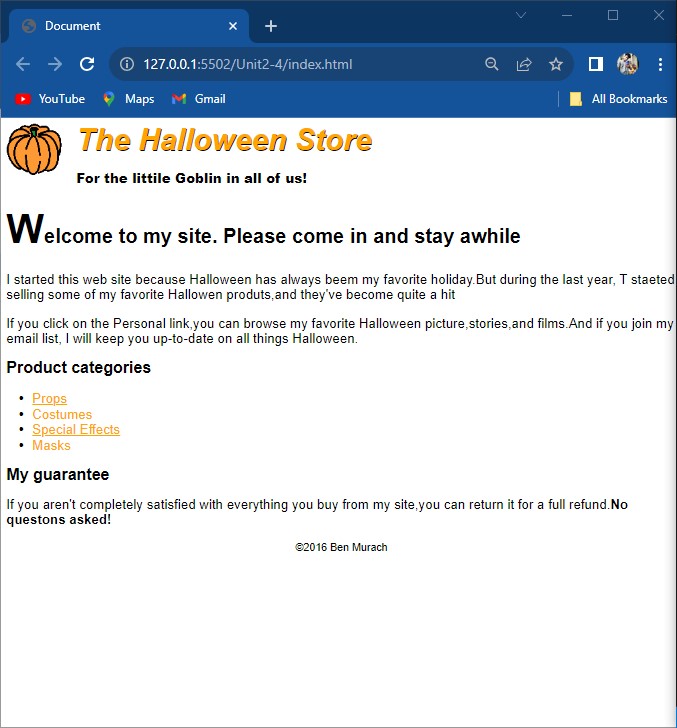 Document
127.0.0.1:5502/Unit2-4/index.html
YouTube Maps Gmail All Bookmarks
The Halloween Store
For the littile Goblin in all of us!
Welcome to my site. Please come in and stay awhile
I started this web site because Halloween has always beem my favorite holiday.But during the last year, T staeted
selling some of my favorite Hallowen produts,and they've become quite a hit
If you click on the Personal link,you can browse my favorite Halloween picture,stories,and films.And if you join my
email list, I will keep you up-to-date on all things Halloween.
Product categories
• Props
• Costumes
• Special Effects
• Masks
My guarantee
If you aren't completely satisfied with everything you buy from my site,you can return it for a full refund.No
questons asked!
©2016 Ben Murach